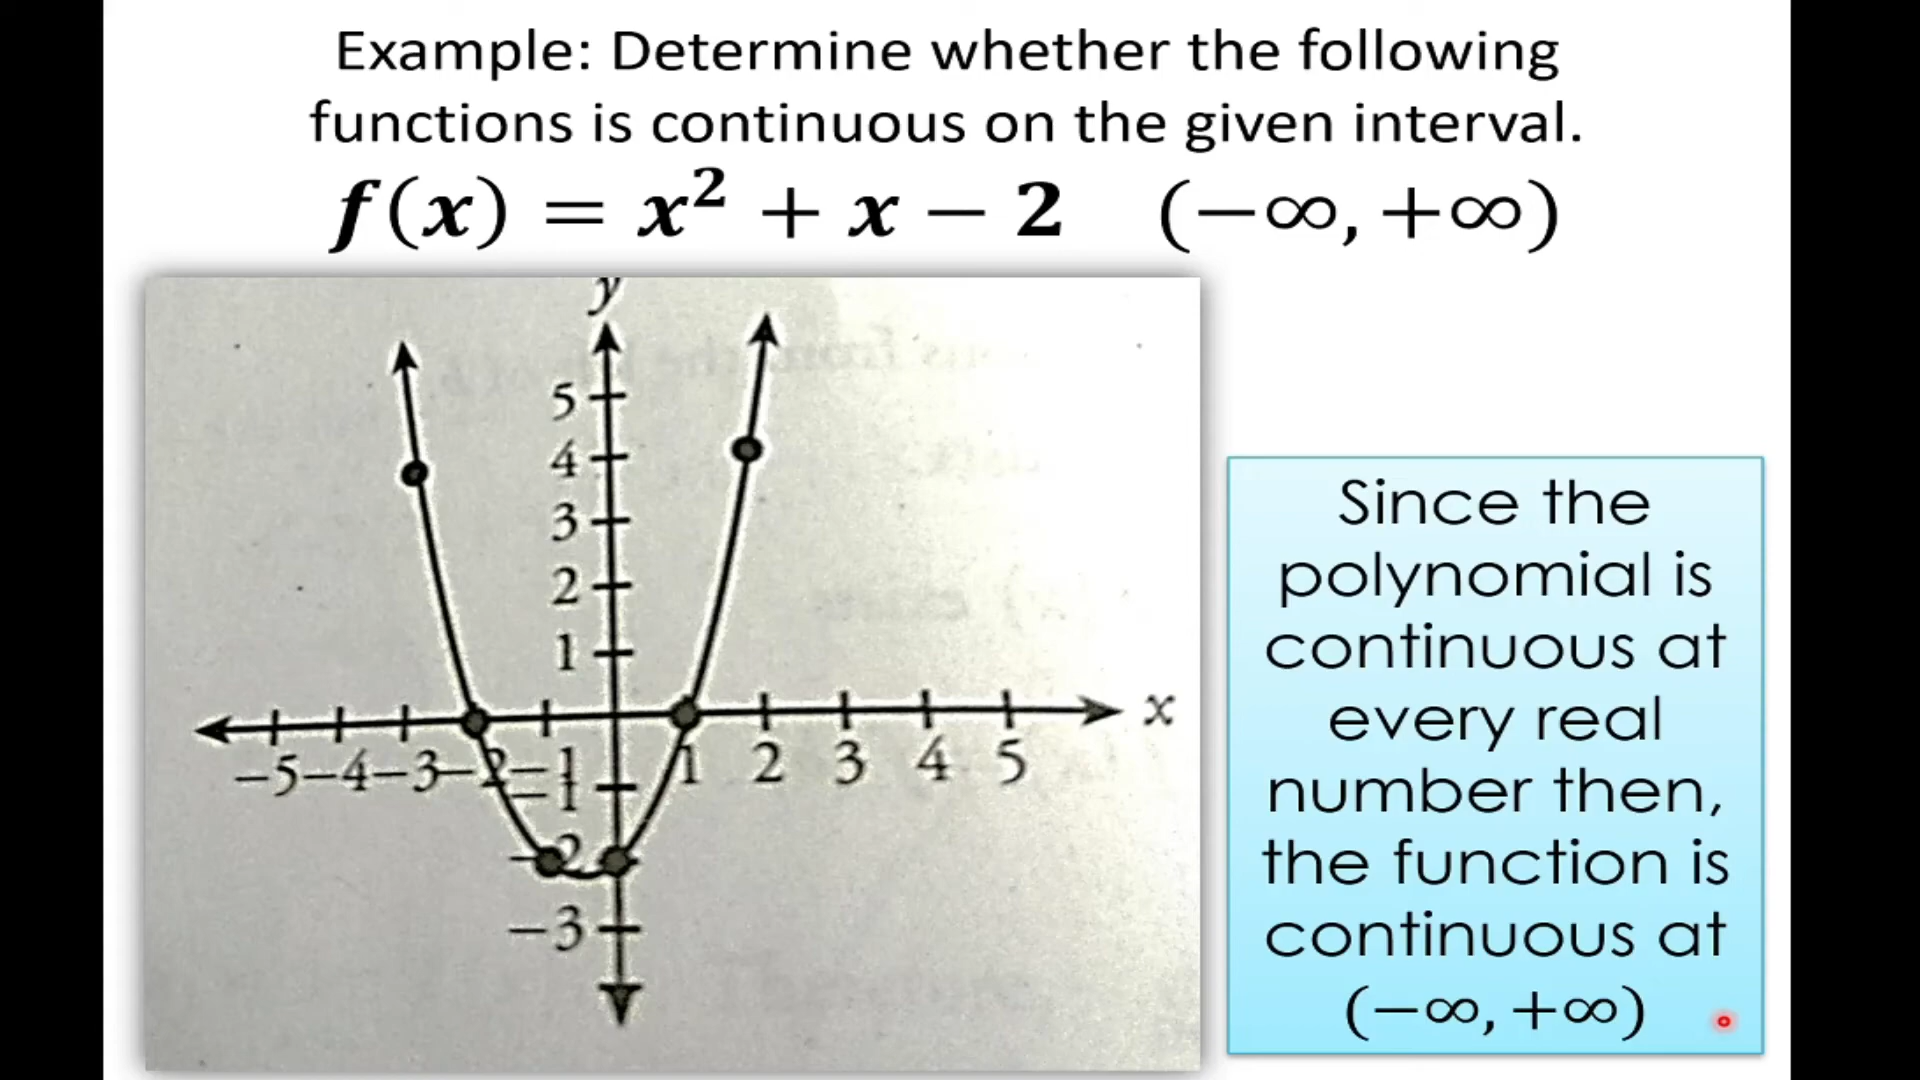 Example: Determine whether the following
functions is continuous on the given interval.
f(x) = x² + x − 2 (−∞, +∞)
y
5
4
3
2
1
x
−5 −4 −3 −2 −1 1 2 3 4 5
−1
−2
−3
Since the
polynomial is
continuous at
every real
number then,
the function is
continuous at
(−∞, +∞)